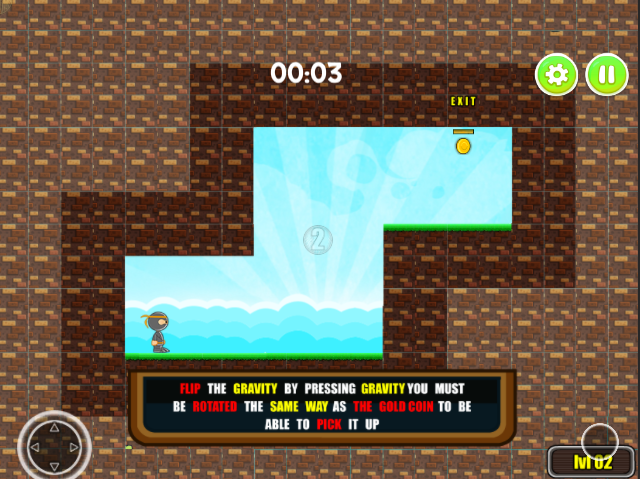 00:03
EXIT
2
FLIP THE GRAVITY BY PRESSING GRAVITY YOU MUST
BE ROTATED THE SAME WAY AS THE GOLD COIN TO BE
ABLE TO PICK IT UP
lvl 02